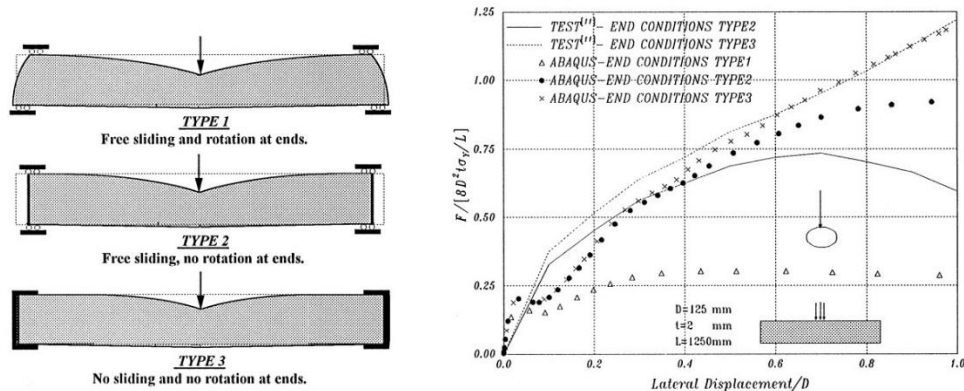 TYPE 1
Free sliding and rotation at ends.
TYPE 2
Free sliding, no rotation at ends.
TYPE 3
No sliding and no rotation at ends.
F/[8D²tσY/L]
1.25
1.00
0.75
0.50
0.25
0.00
TEST[11]- END CONDITIONS TYPE2
TEST[11]- END CONDITIONS TYPE3
ABAQUS-END CONDITIONS TYPE1
ABAQUS-END CONDITIONS TYPE2
ABAQUS-END CONDITIONS TYPE3
D=125 mm
t=2 mm
L=1250mm
0.0 0.2 0.4 0.6 0.8 1.0
Lateral Displacement/D